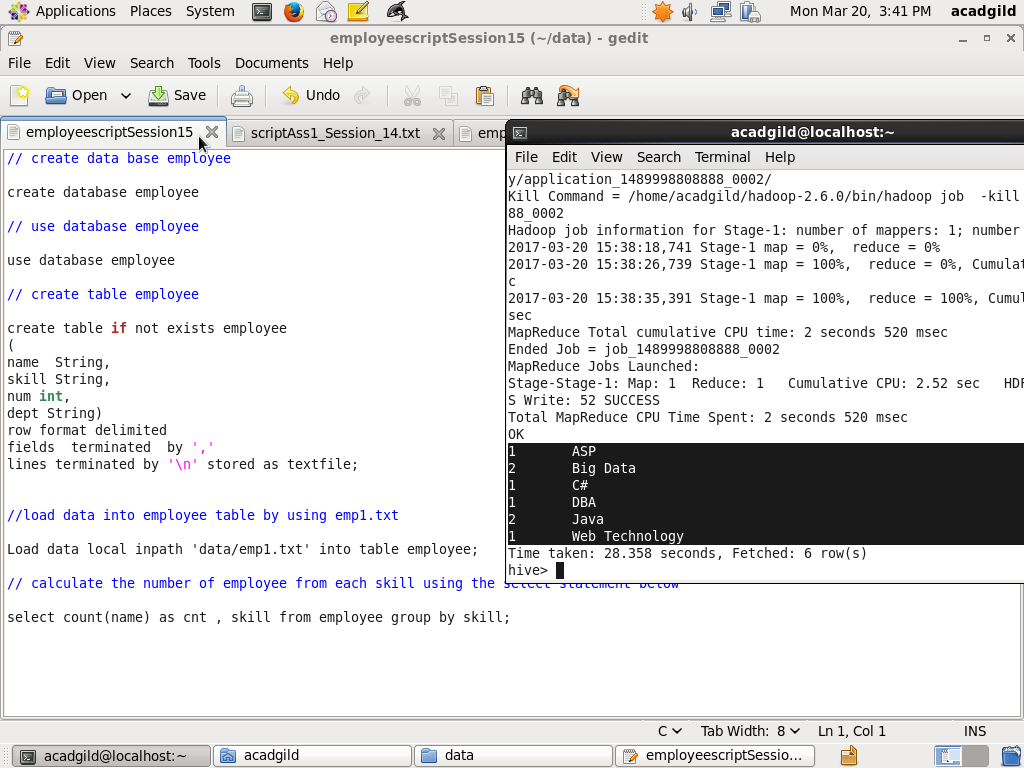 Applications Places System Mon Mar 20, 3:41 PM acadgild
employeescriptSession15 (~/data) - gedit
File Edit View Search Tools Documents Help
Open Save Undo
employeescriptSession15 scriptAss1_Session_14.txt emp
// create data base employee
create database employee
// use database employee
use database employee
// create table employee
create table if not exists employee
(
name  String,
skill String,
num int,
dept String)
row format delimited
fields  terminated  by ','
lines terminated by '\n' stored as textfile;
//load data into employee table by using emp1.txt
Load data local inpath 'data/emp1.txt' into table employee;
// calculate the number of employee from each skill using the select statement below
select count(name) as cnt , skill from employee group by skill;
acadgild@localhost:~
File Edit View Search Terminal Help
y/application_1489998808888_0002/
Kill Command = /home/acadgild/hadoop-2.6.0/bin/hadoop job  -kill
88_0002
Hadoop job information for Stage-1: number of mappers: 1; number
2017-03-20 15:38:18,741 Stage-1 map = 0%,  reduce = 0%
2017-03-20 15:38:26,739 Stage-1 map = 100%,  reduce = 0%, Cumulat
c
2017-03-20 15:38:35,391 Stage-1 map = 100%,  reduce = 100%, Cumul
sec
MapReduce Total cumulative CPU time: 2 seconds 520 msec
Ended Job = job_1489998808888_0002
MapReduce Jobs Launched:
Stage-Stage-1: Map: 1  Reduce: 1   Cumulative CPU: 2.52 sec   HDF
S Write: 52 SUCCESS
Total MapReduce CPU Time Spent: 2 seconds 520 msec
OK
1 ASP
2 Big Data
1 C#
1 DBA
2 Java
1 Web Technology
Time taken: 28.358 seconds, Fetched: 6 row(s)
hive>
C Tab Width: 8 Ln 1, Col 1 INS
acadgild@localhost:~ acadgild data employeescriptSessio...